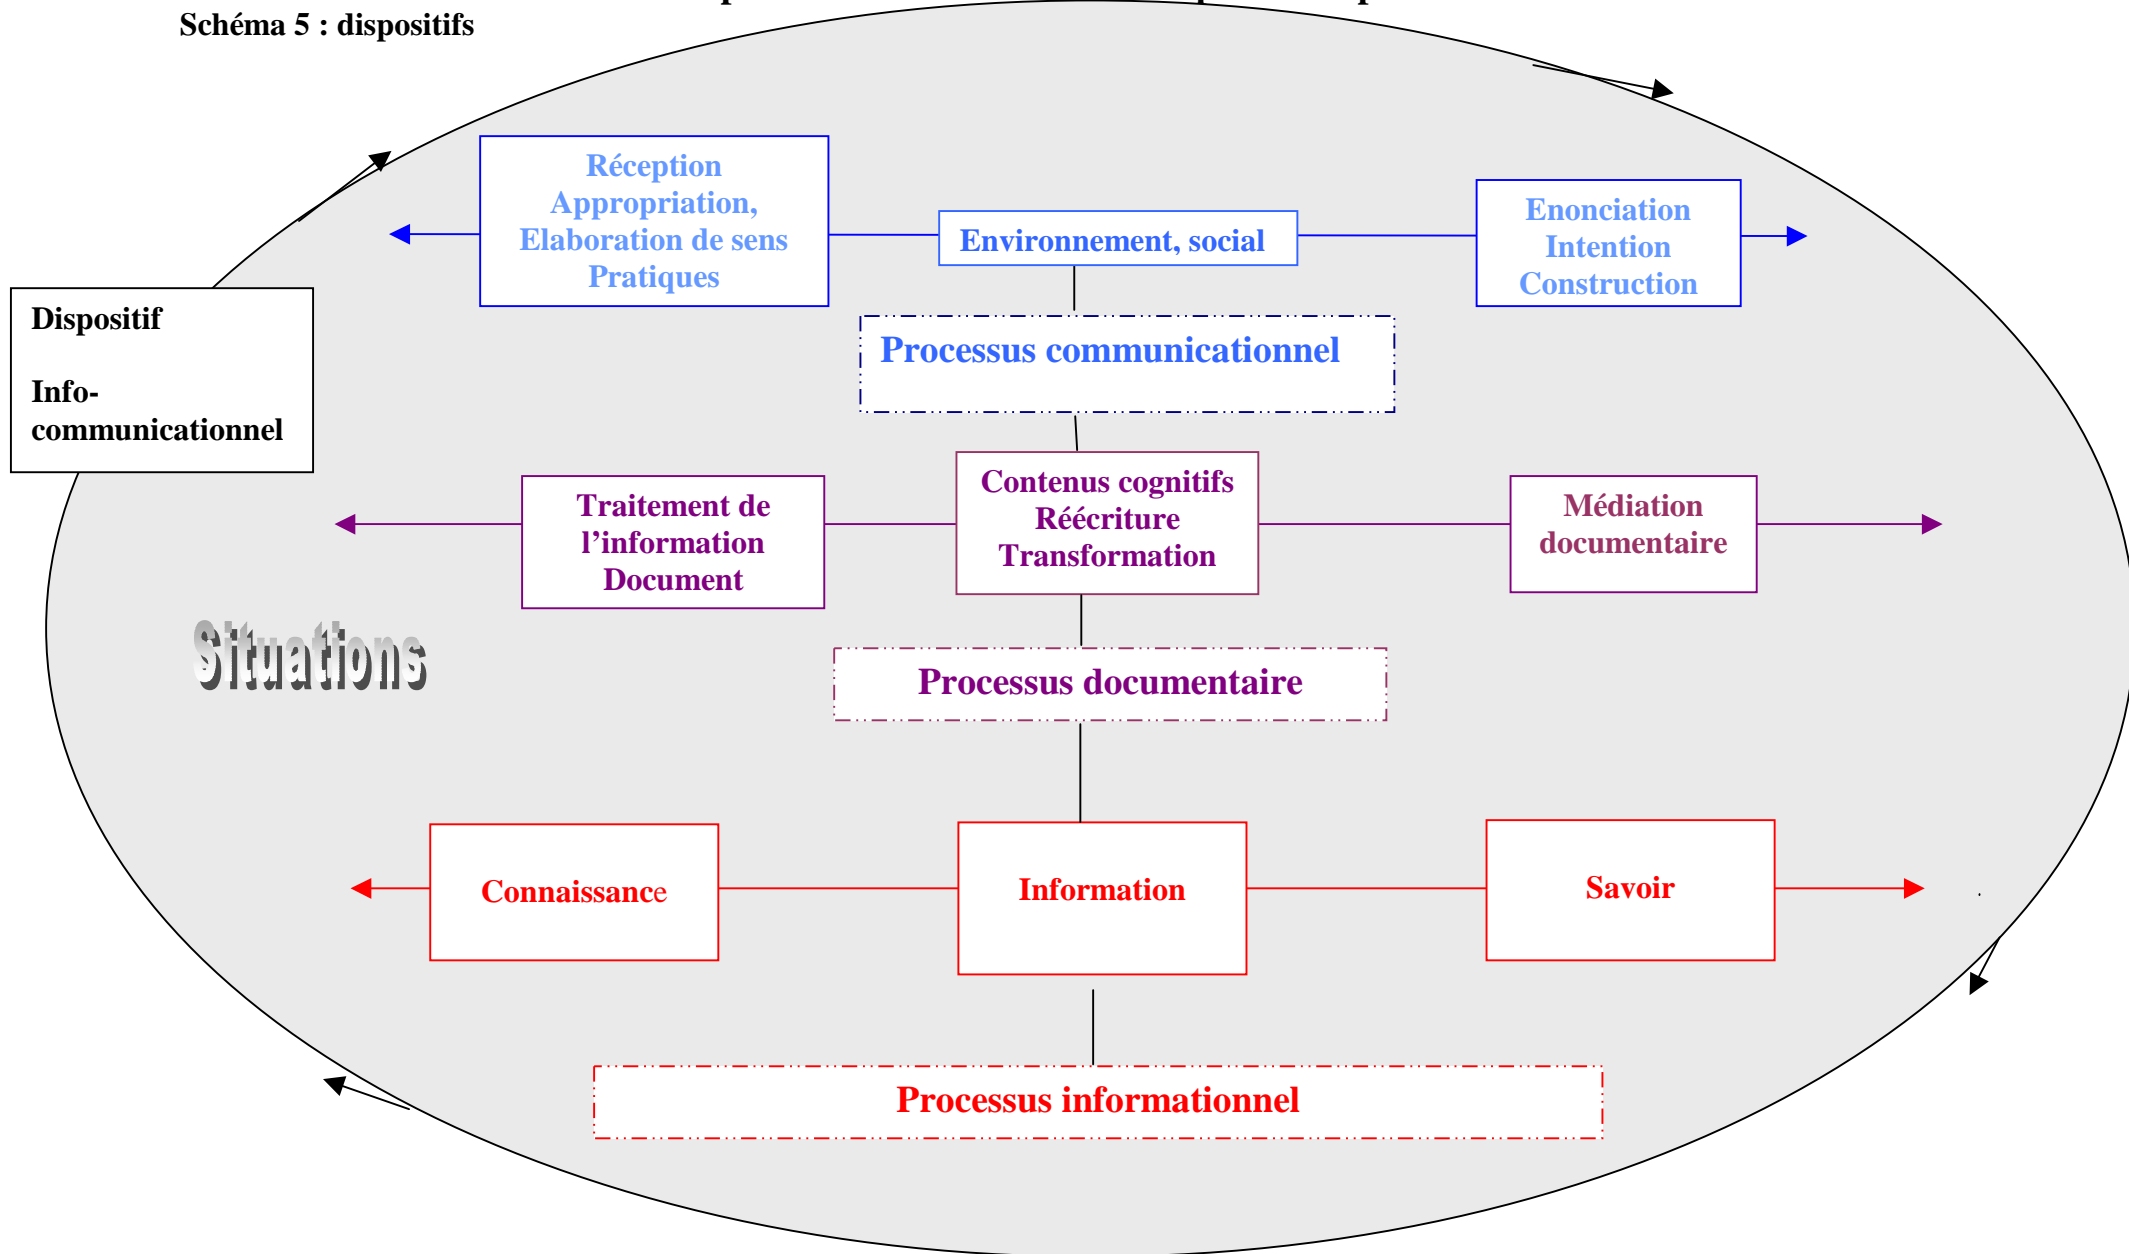 Schéma 5 : dispositifs
Réception
Appropriation,
Elaboration de sens
Pratiques
Environnement, social
Enonciation
Intention
Construction
Dispositif
Info-
communicationnel
Processus communicationnel
Traitement de
l’information
Document
Contenus cognitifs
Réécriture
Transformation
Médiation
documentaire
Situations
Processus documentaire
Connaissance
Information
Savoir
Processus informationnel